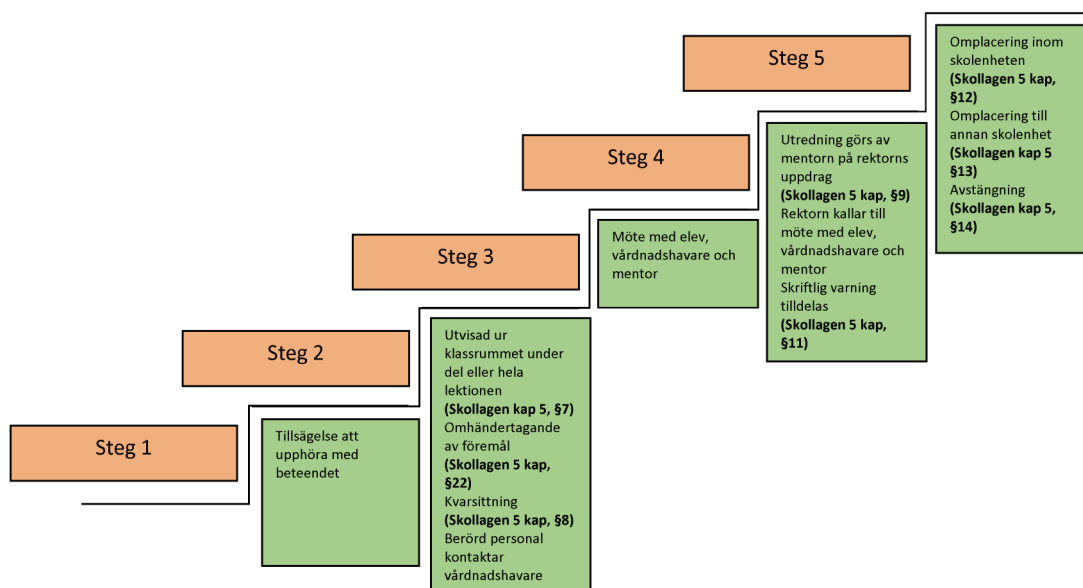 Steg 1
Tillsägelse att
upphöra med
beteendet
Steg 2
Utvisad ur
klassrummet under
del eller hela
lektionen
(Skollagen kap 5, §7)
Omhändertagande
av föremål
(Skollagen 5 kap,
§22)
Kvarsittning
(Skollagen 5 kap, §8)
Berörd personal
kontaktar
vårdnadshavare
Steg 3
Möte med elev,
vårdnadshavare och
mentor
Steg 4
Utredning görs av
mentorn på rektorns
uppdrag
(Skollagen 5 kap, §9)
Rektorn kallar till
möte med elev,
vårdnadshavare och
mentor
Skriftlig varning
tilldelas
(Skollagen 5 kap,
§11)
Steg 5
Omplacering inom
skolenheten
(Skollagen 5 kap,
§12)
Omplacering till
annan skolenhet
(Skollagen kap 5
§13)
Avstängning
(Skollagen kap 5,
§14)